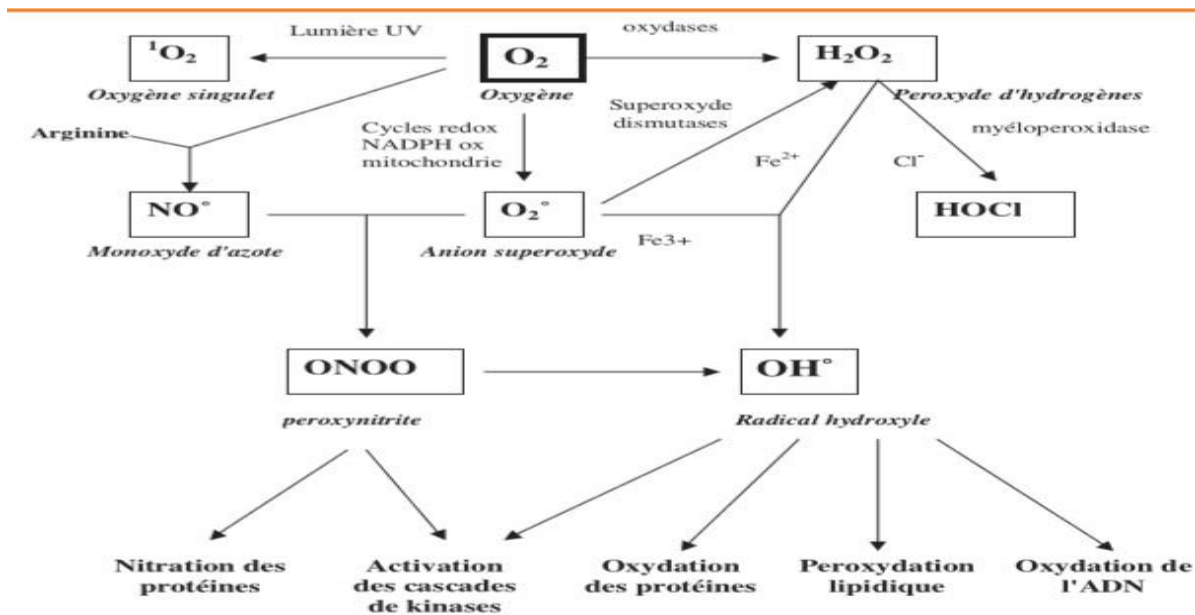 Lumière UV
oxydases
¹O₂
O₂
H₂O₂
Oxygène singulet
Oxygène
Peroxyde d'hydrogènes
Arginine
Cycles redox
NADPH ox
mitochondrie
Superoxyde
dismutases
myéloperoxidase
Fe²⁺
Cl⁻
NO°
O₂°
HOCl
Monoxyde d'azote
Anion superoxyde
Fe3+
ONOO
OH°
peroxynitrite
Radical hydroxyle
Nitration des
protéines
Activation
des cascades
de kinases
Oxydation
des protéines
Peroxydation
lipidique
Oxydation de
l'ADN